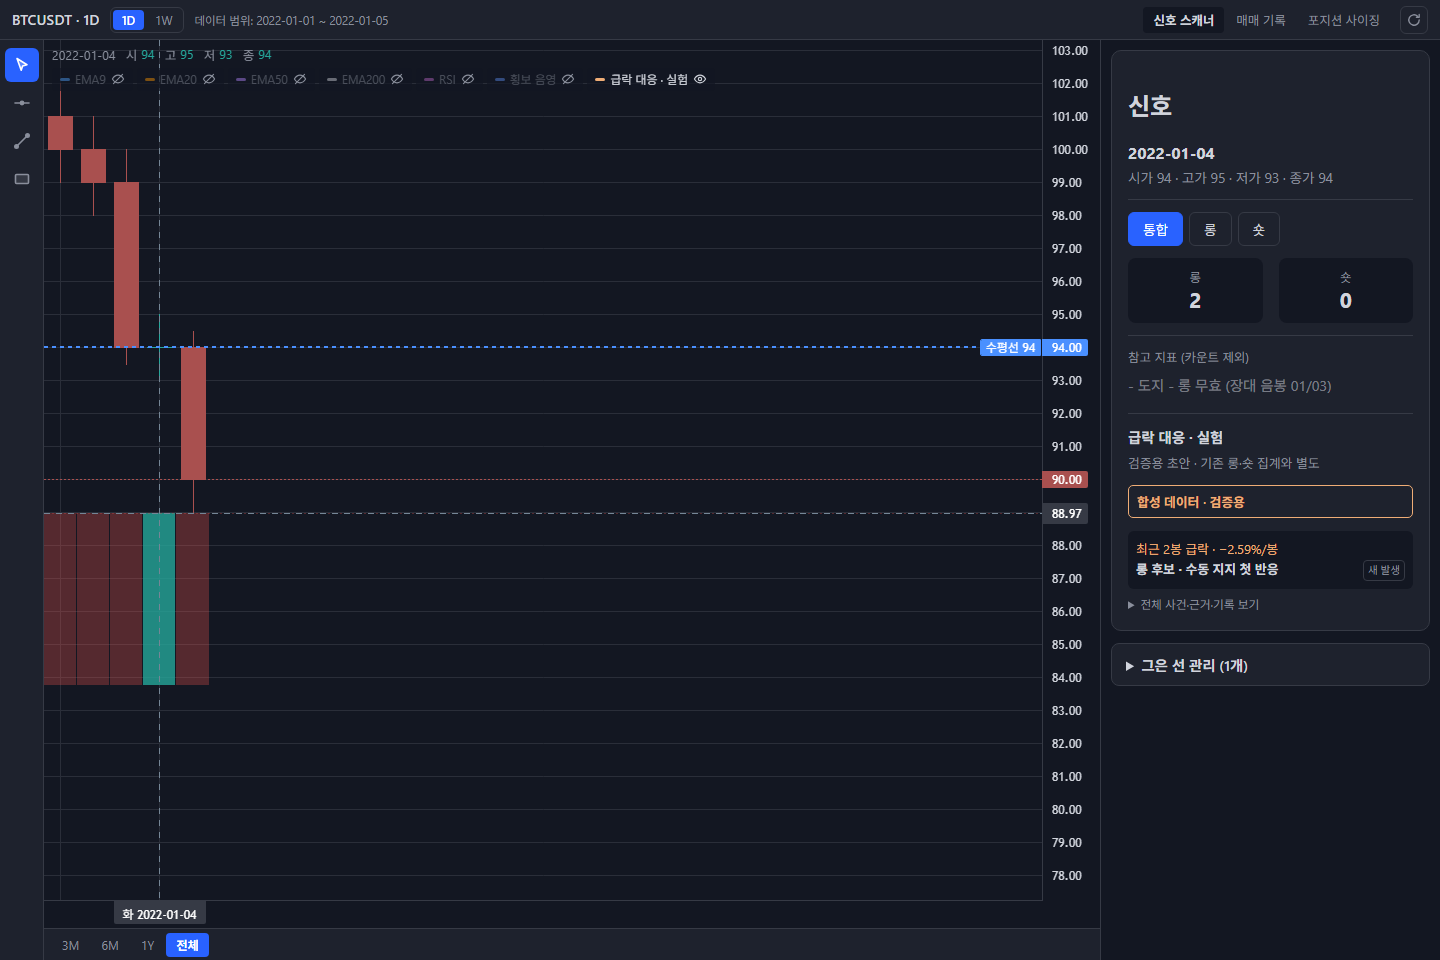 BTCUSDT · 1D 1D 1W 데이터 범위: 2022-01-01 ~ 2022-01-05 신호 스캐너 매매 기록 포지션 사이징
2022-01-04 시 94 고 95 저 93 종 94
EMA9 EMA20 EMA50 EMA200 RSI 횡보 음영 급락 대응 · 실험
103.00
102.00
101.00
100.00
99.00
98.00
97.00
96.00
95.00
수평선 94 94.00
93.00
92.00
91.00
90.00
88.97
88.00
87.00
86.00
85.00
84.00
83.00
82.00
81.00
80.00
79.00
78.00
화 2022-01-04
3M 6M 1Y 전체
신호
2022-01-04
시가 94 · 고가 95 · 저가 93 · 종가 94
통합 롱 숏
롱 숏
2 0
참고 지표 (카운트 제외)
- 도지 - 롱 무효 (장대 음봉 01/03)
급락 대응 · 실험
검증용 초안 · 기존 롱·숏 집계와 별도
합성 데이터 · 검증용
최근 2봉 급락 · −2.59%/봉
롱 후보 · 수동 지지 첫 반응 새 발생
▶ 전체 사건·근거·기록 보기
▶ 그은 선 관리 (1개)